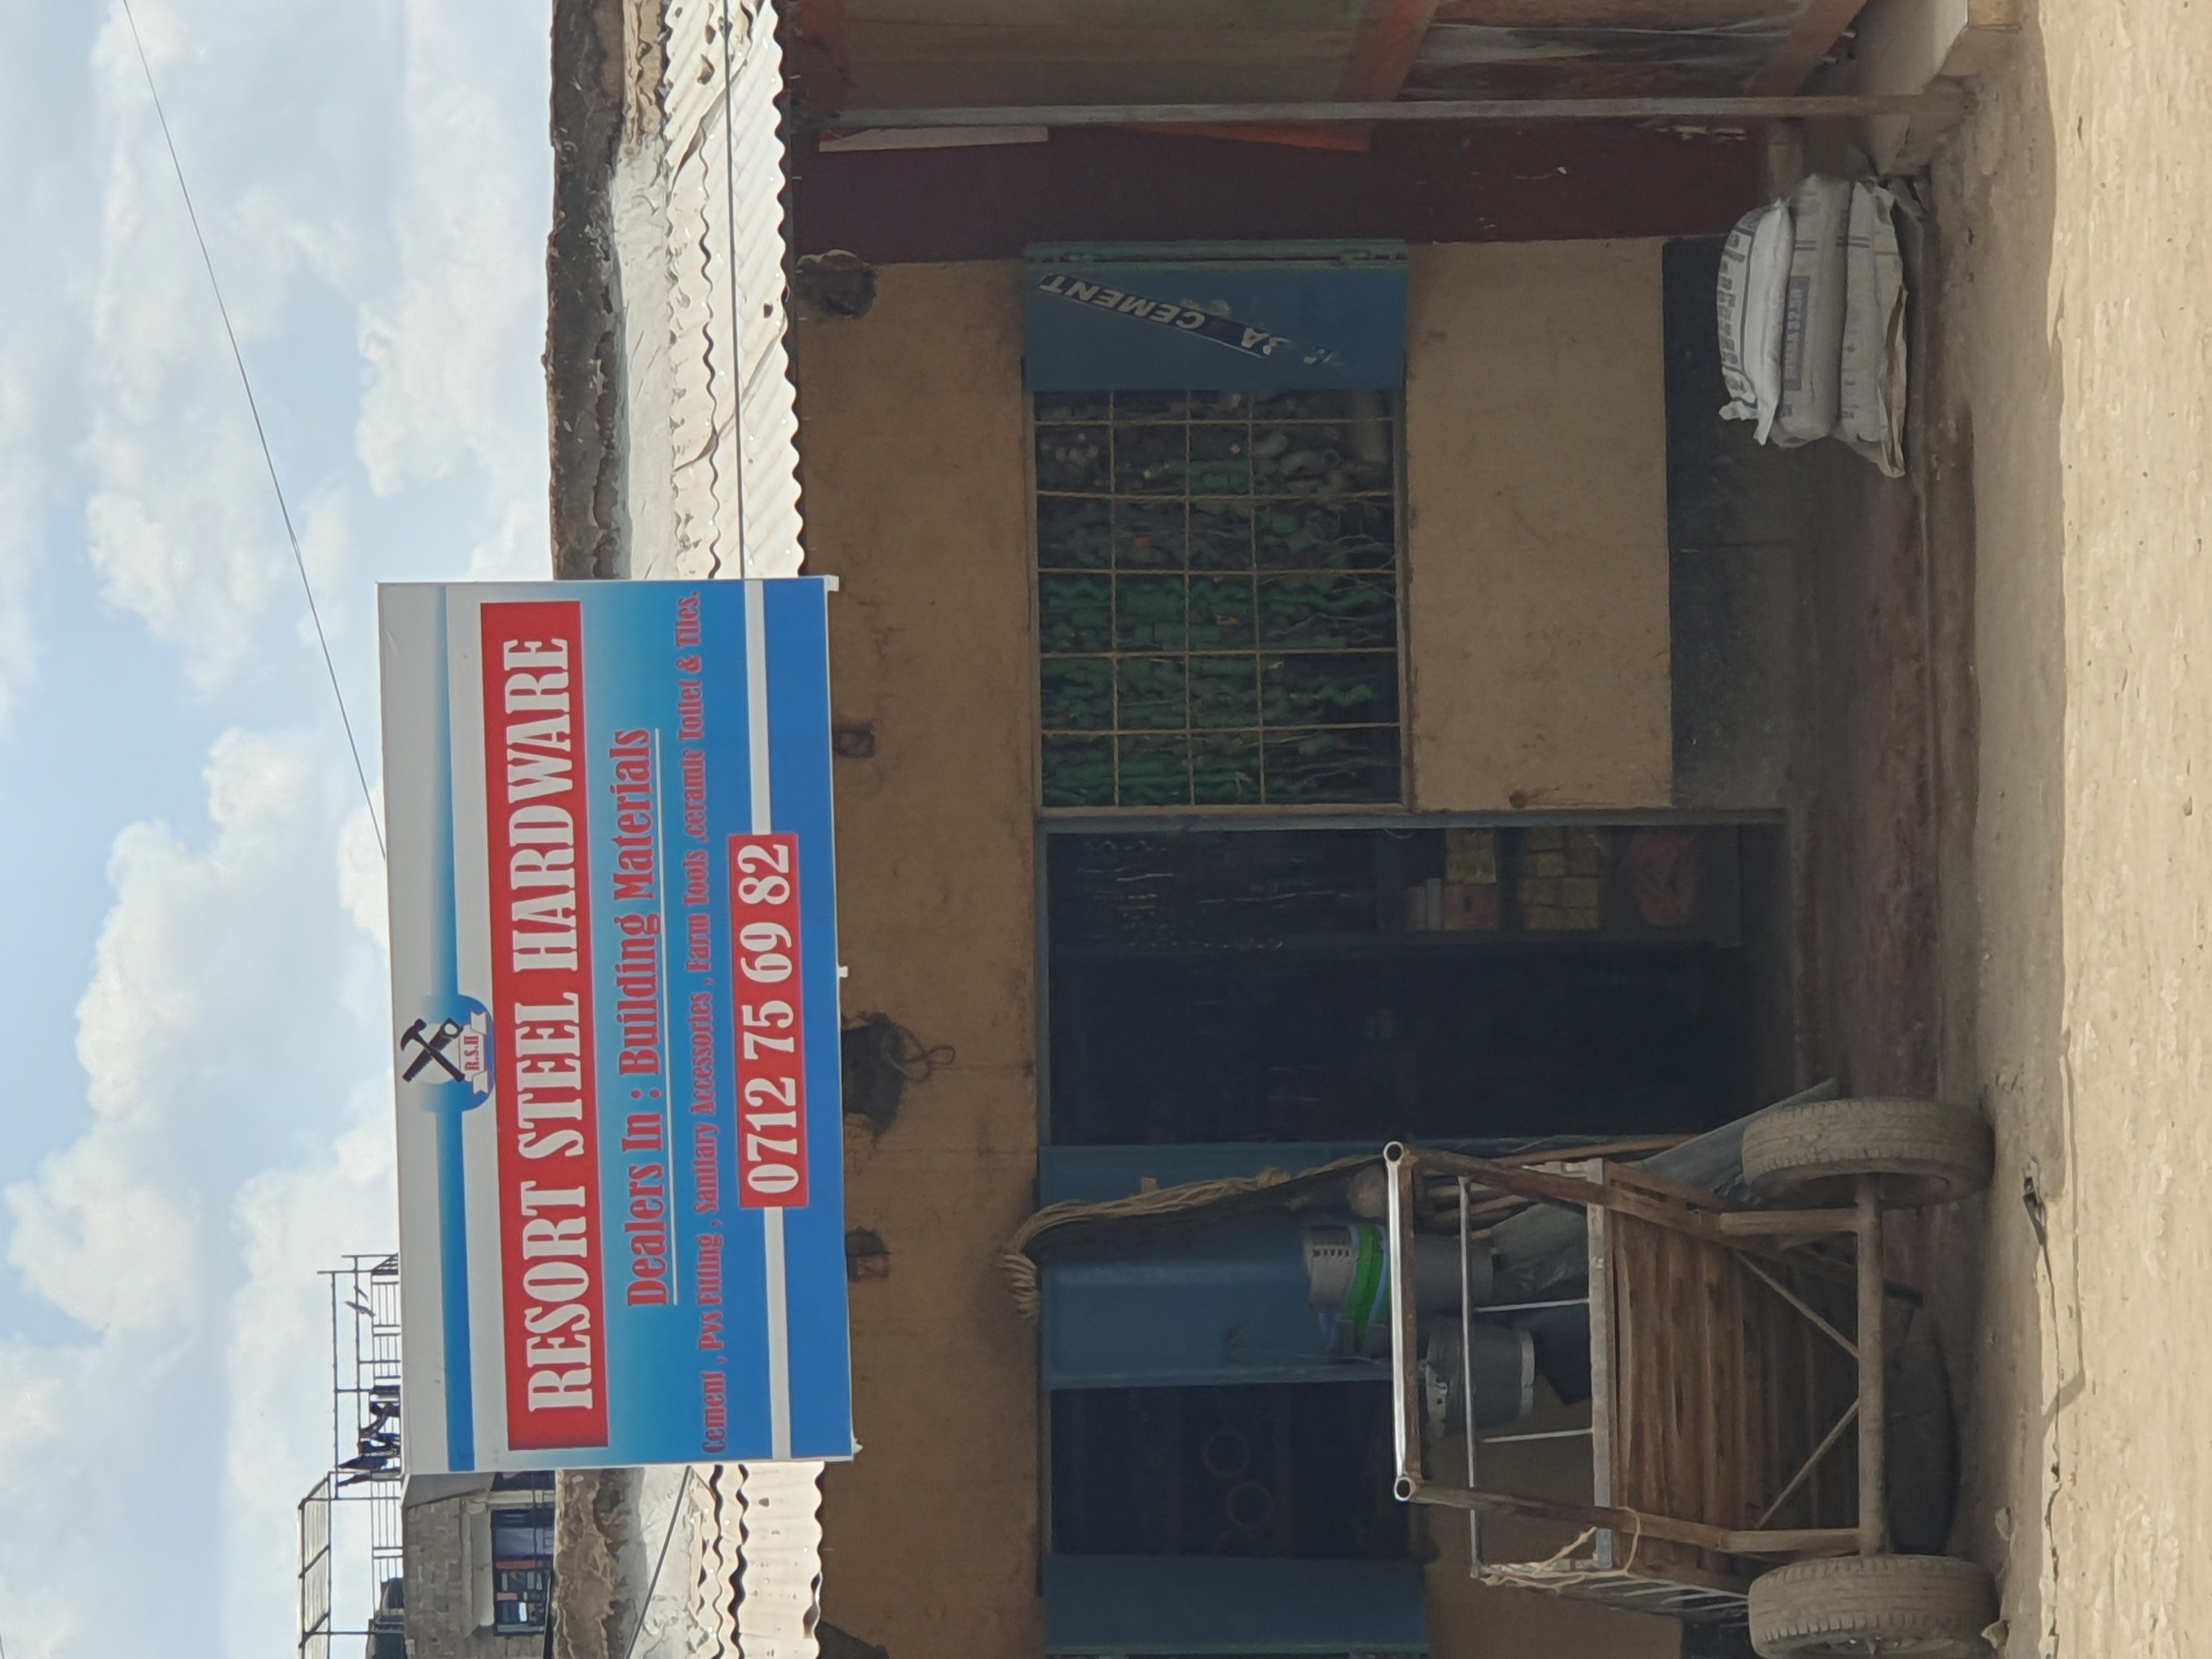 R.S.H
RESORT STEEL HARDWARE
Dealers In : Building Materials
Cement , Pvs Fitting , Sanitary Accessories , Farm Tools ,ceramic Toilet & Tiles.
0712 75 69 82
CEMENT